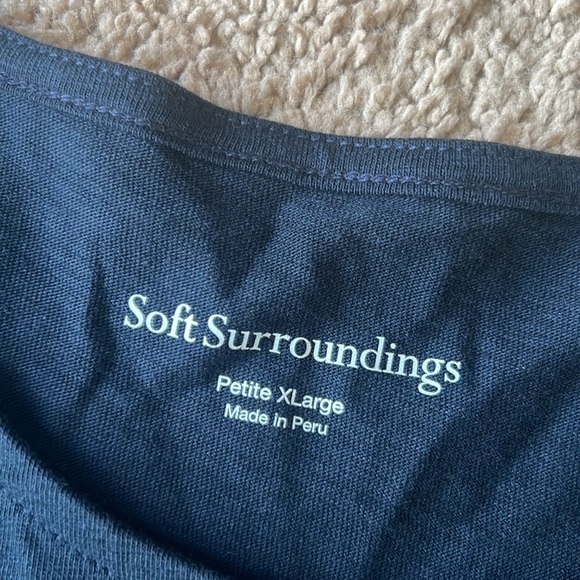 Soft Surroundings
Petite XLarge
Made in Peru